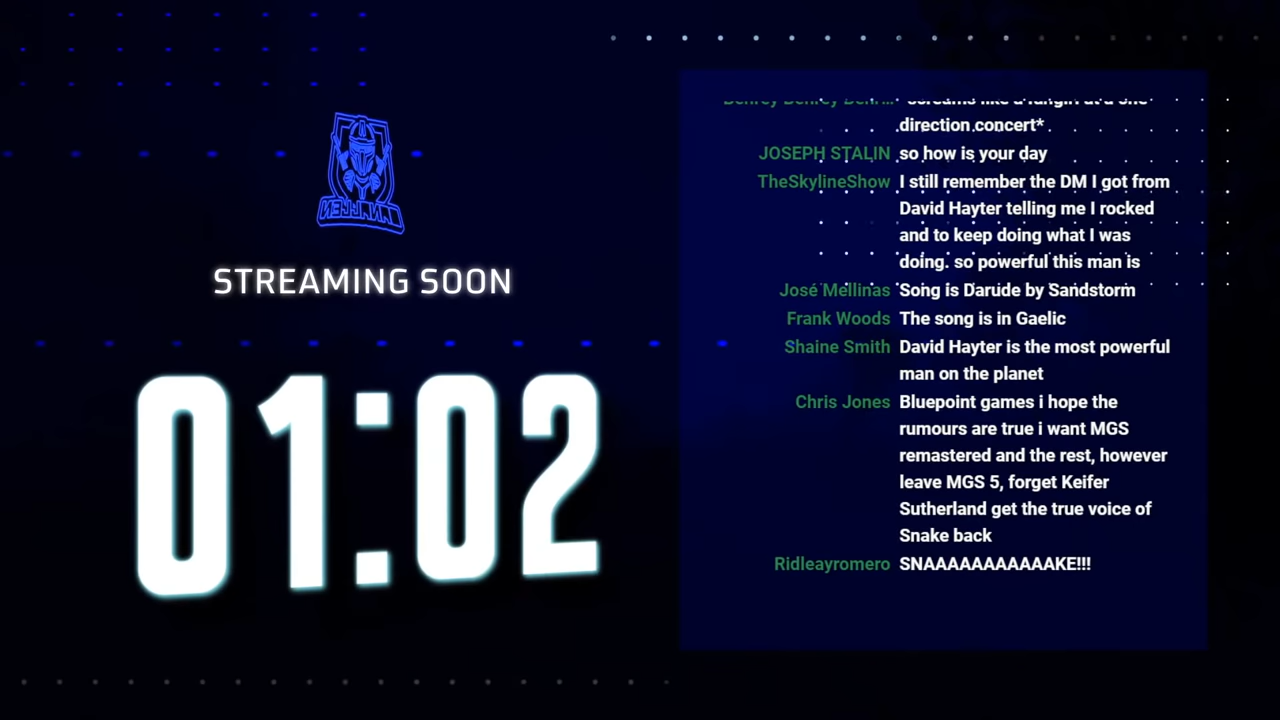 STREAMING SOON
01:02
direction concert*
JOSEPH STALIN so how is your day
TheSkylineShow I still remember the DM I got from
David Hayter telling me I rocked
and to keep doing what I was
doing. so powerful this man is
José Mellinas Song is Darude by Sandstorm
Frank Woods The song is in Gaelic
Shaine Smith David Hayter is the most powerful
man on the planet
Chris Jones Bluepoint games i hope the
rumours are true i want MGS
remastered and the rest, however
leave MGS 5, forget Keifer
Sutherland get the true voice of
Snake back
Ridleayromero SNAAAAAAAAAAAKE!!!